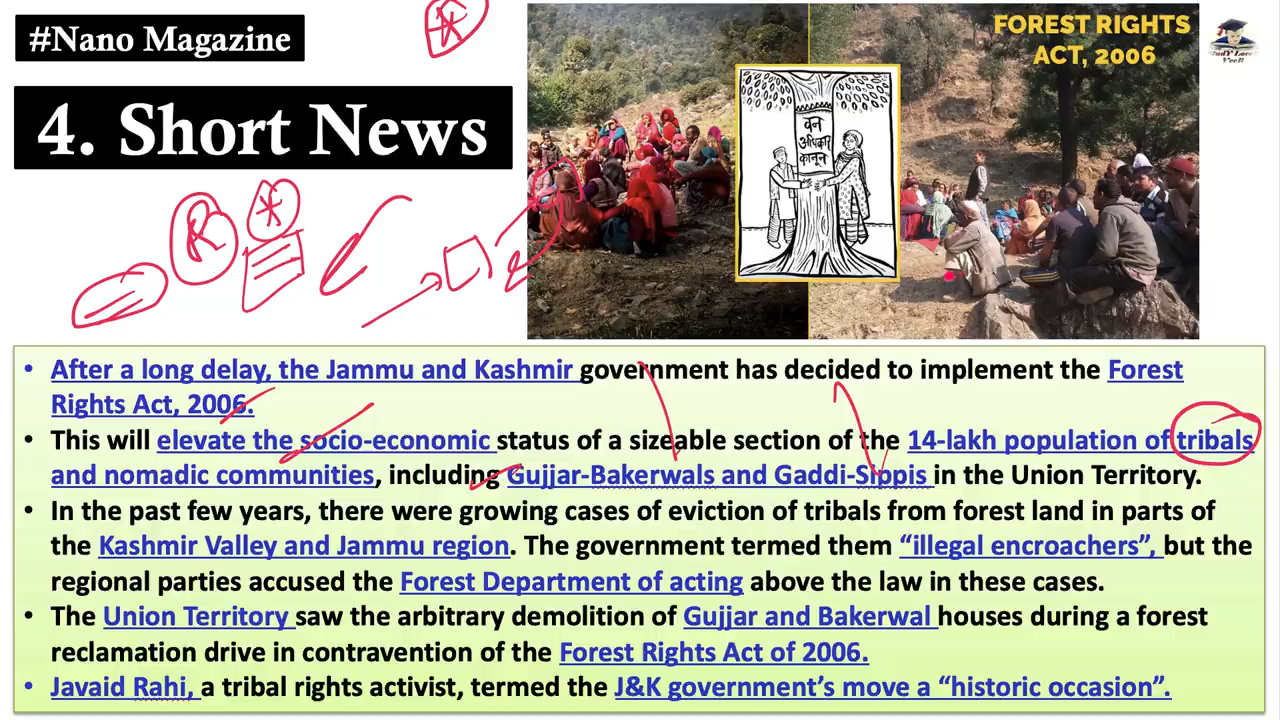 #Nano Magazine
4. Short News
FOREST RIGHTS
ACT, 2006
वन
अधिकार
कानून
• After a long delay, the Jammu and Kashmir government has decided to implement the Forest
Rights Act, 2006.
• This will elevate the socio-economic status of a sizeable section of the 14-lakh population of tribals
and nomadic communities, including Gujjar-Bakerwals and Gaddi-Sippis in the Union Territory.
• In the past few years, there were growing cases of eviction of tribals from forest land in parts of
the Kashmir Valley and Jammu region. The government termed them “illegal encroachers”, but the
regional parties accused the Forest Department of acting above the law in these cases.
• The Union Territory saw the arbitrary demolition of Gujjar and Bakerwal houses during a forest
reclamation drive in contravention of the Forest Rights Act of 2006.
• Javaid Rahi, a tribal rights activist, termed the J&K government’s move a “historic occasion”.